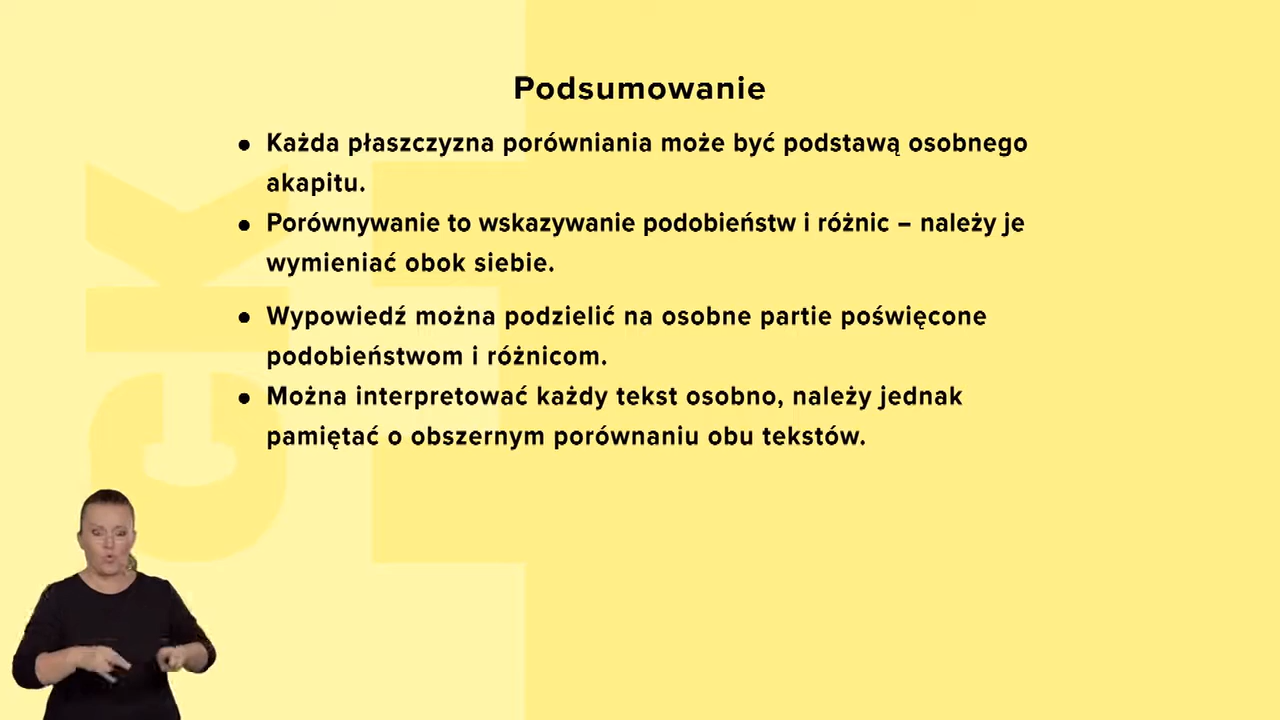 Podsumowanie
● Każda płaszczyzna porówniania może być podstawą osobnego
akapitu.
● Porównywanie to wskazywanie podobieństw i różnic – należy je
wymieniać obok siebie.
● Wypowiedź można podzielić na osobne partie poświęcone
podobieństwom i różnicom.
● Można interpretować każdy tekst osobno, należy jednak
pamiętać o obszernym porównaniu obu tekstów.